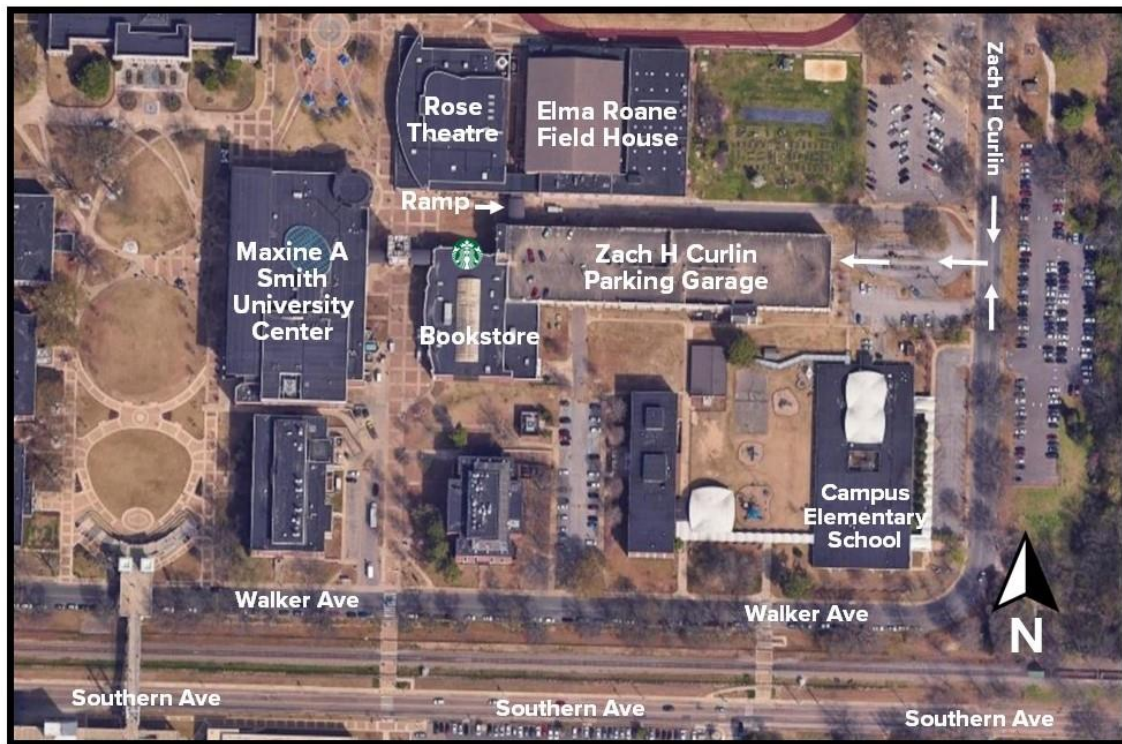 Rose
Theatre
Elma Roane
Field House
Zach H Curlin
Ramp
Maxine A
Smith
University
Center
Zach H Curlin
Parking Garage
Bookstore
Campus
Elementary
School
Walker Ave
Walker Ave
N
Southern Ave
Southern Ave
Southern Ave